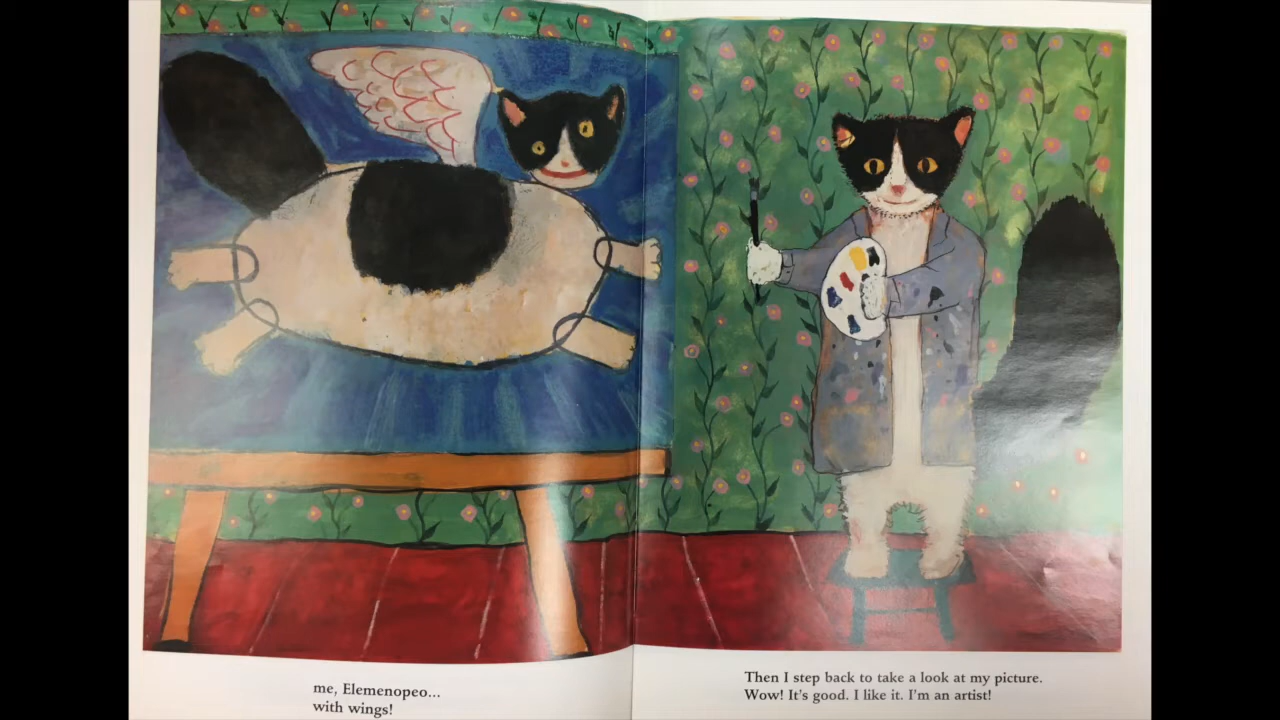 me, Elemenopeo...
with wings!
Then I step back to take a look at my picture.
Wow! It's good. I like it. I'm an artist!